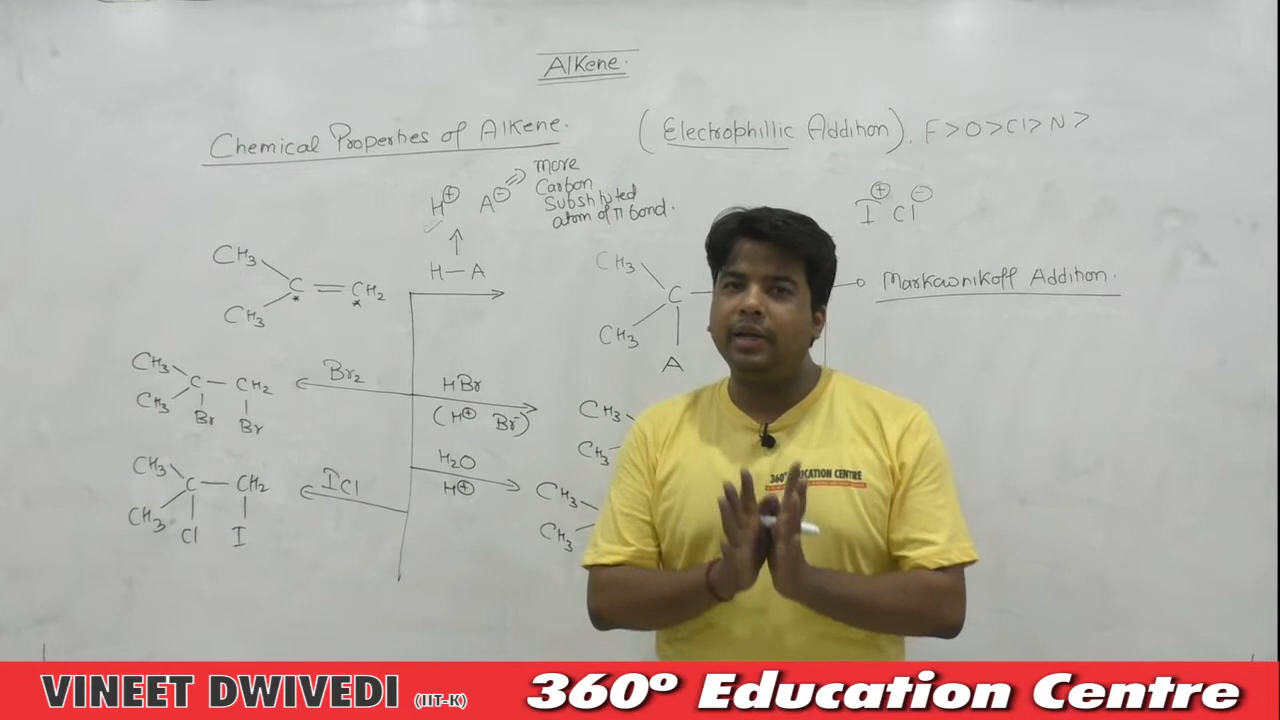 Alkene.
Chemical Properties of Alkene.
(Electrophillic Addition). F > O > Cl > N >
H⊕ A⊖ ⇒ more
Carbon
Substituted
atom of π bond.
I⊕ Cl⊖
H—A
CH3
C = CH2
* *
CH3
CH3
C
CH3
A
Markownikoff Addition.
Br2
CH3
C — CH2
CH3
Br Br
HBr
(H⊕ Br⁻)
CH3
CH3
H2O
H⊕
CH3
CH3
ICl
CH3
C — CH2
CH3
Cl I
360° EDUCATION CENTRE
VINEET DWIVEDI (IIT-K) 360º Education Centre